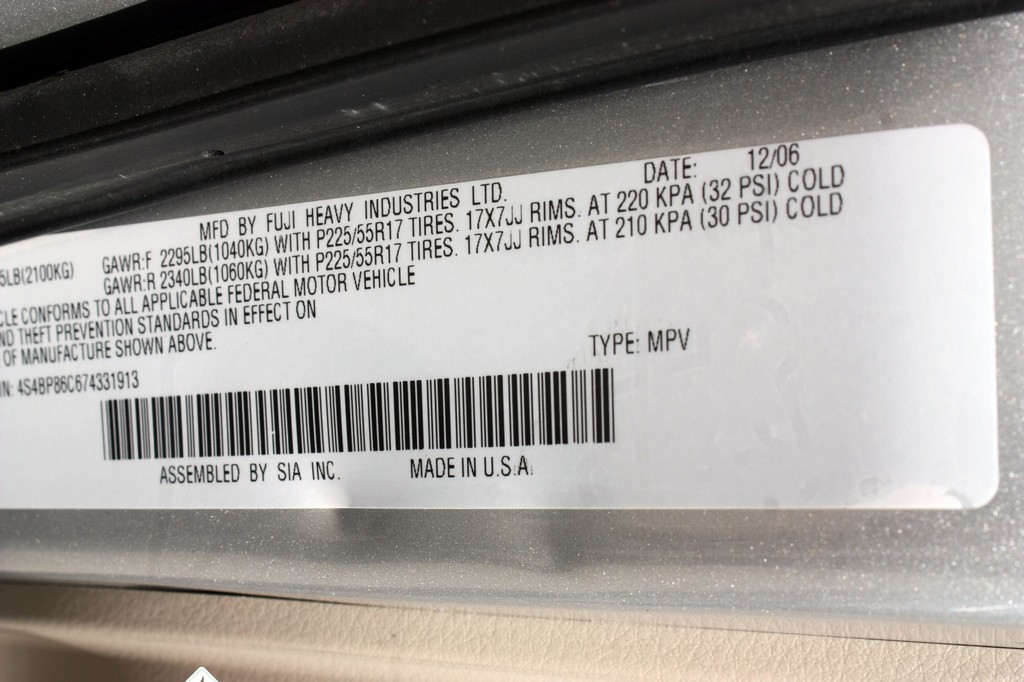 MFD BY FUJI HEAVY INDUSTRIES LTD. DATE: 12/06
5LB(2100KG) GAWR:F 2295LB(1040KG) WITH P225/55R17 TIRES. 17X7JJ RIMS. AT 220 KPA (32 PSI) COLD
GAWR:R 2340LB(1060KG) WITH P225/55R17 TIRES. 17X7JJ RIMS. AT 210 KPA (30 PSI) COLD
CLE CONFORMS TO ALL APPLICABLE FEDERAL MOTOR VEHICLE
ND THEFT PREVENTION STANDARDS IN EFFECT ON
OF MANUFACTURE SHOWN ABOVE.
TYPE: MPV
IN: 4S4BP86C674331913
ASSEMBLED BY SIA INC. MADE IN U.S.A.